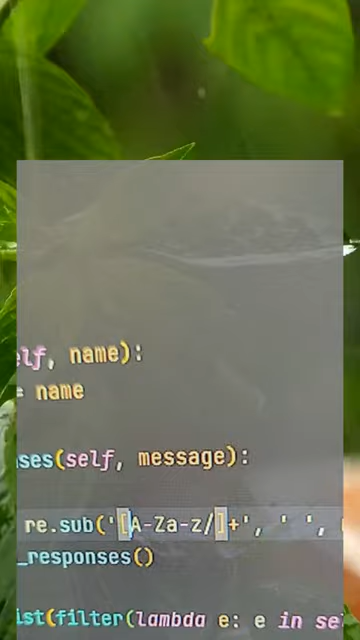 elf, name):
= name
ses(self, message):
re.sub('[A-Za-z/]+', ' ',
_responses()
ist(filter(lambda e: e in se